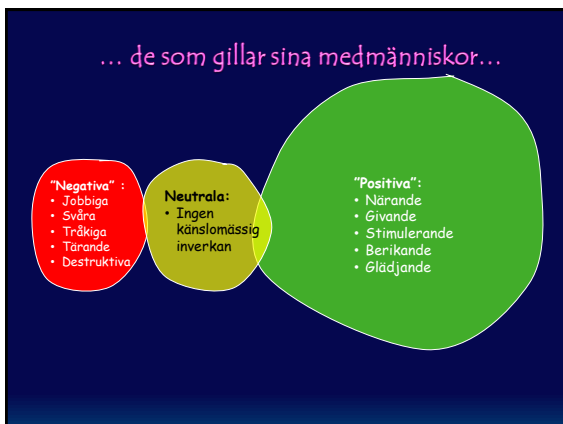 ... de som gillar sina medmänniskor...
"Negativa" :
• Jobbiga
• Svåra
• Tråkiga
• Tärande
• Destruktiva
Neutrala:
• Ingen
känslomässig
inverkan
"Positiva":
• Närande
• Givande
• Stimulerande
• Berikande
• Glädjande